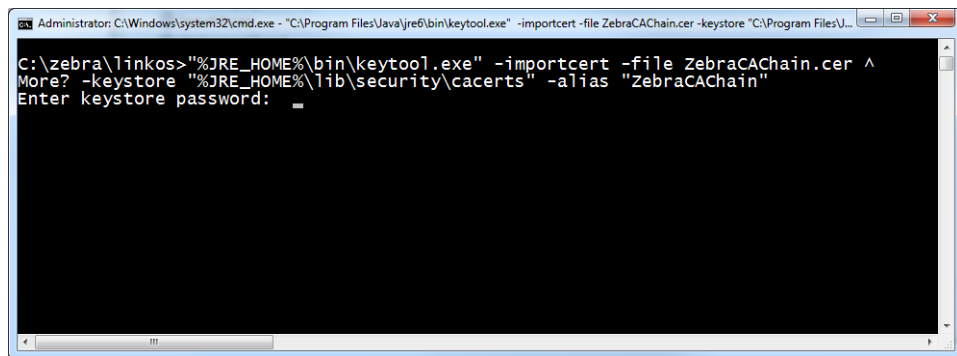 Administrator: C:\Windows\system32\cmd.exe - "C:\Program Files\Java\jre6\bin\keytool.exe" -importcert -file ZebraCAChain.cer -keystore "C:\Program Files\J...
C:\zebra\linkos>"%JRE_HOME%\bin\keytool.exe" -importcert -file ZebraCAChain.cer ^
More? -keystore "%JRE_HOME%\lib\security\cacerts" -alias "ZebraCAChain"
Enter keystore password: _